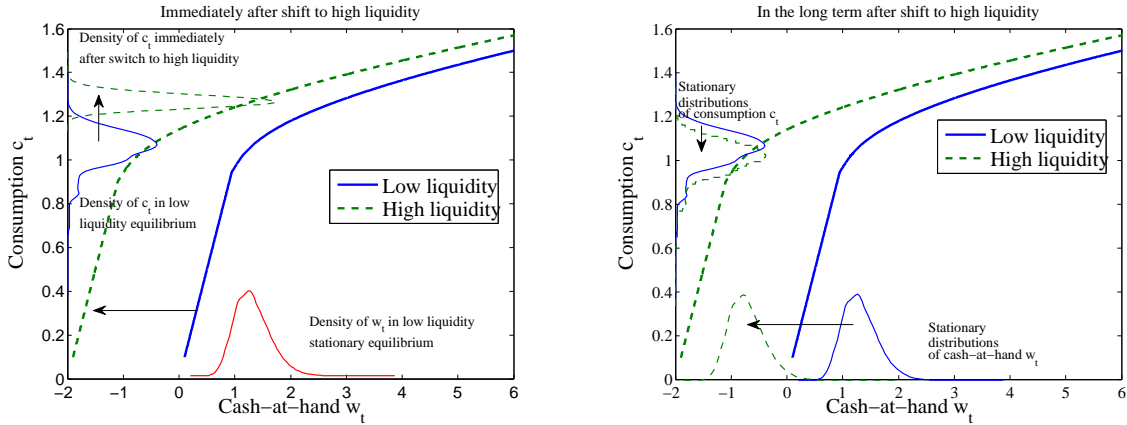 Immediately after shift to high liquidity
1.6
1.4
1.2
1
0.8
0.6
0.4
0.2
0
Consumption c_t
Density of c_t immediately
after switch to high liquidity
Density of c_t in low
liquidity equilibrium
Low liquidity
High liquidity
Density of w_t in low liquidity
stationary equilibrium
−2 −1 0 1 2 3 4 5 6
Cash−at−hand w_t
In the long term after shift to high liquidity
1.6
1.4
1.2
1
0.8
0.6
0.4
0.2
0
Consumption c_t
Stationary
distributions
of consumption c_t
Low liquidity
High liquidity
Stationary
distributions
of cash−at−hand w_t
−2 −1 0 1 2 3 4 5 6
Cash−at−hand w_t